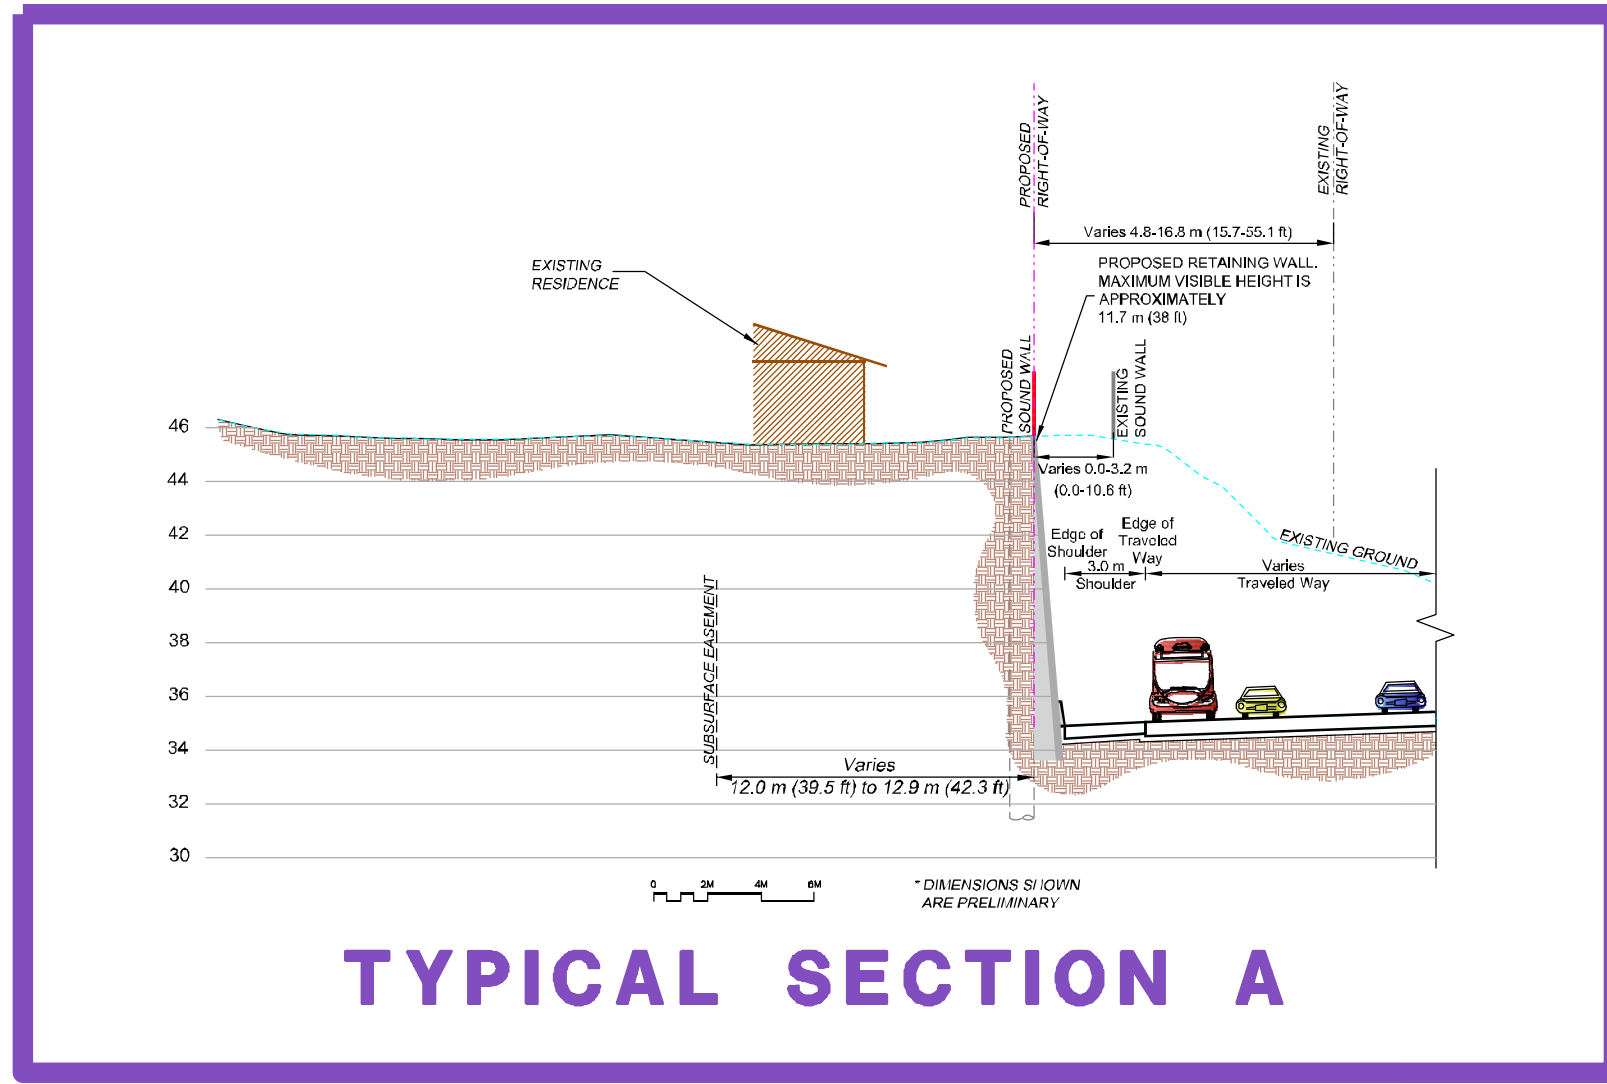 PROPOSED
RIGHT-OF-WAY
EXISTING
RIGHT-OF-WAY
Varies 4.8-16.8 m (15.7-55.1 ft)
EXISTING
RESIDENCE
PROPOSED RETAINING WALL.
MAXIMUM VISIBLE HEIGHT IS
APPROXIMATELY
11.7 m (38 ft)
PROPOSED
SOUND WALL
EXISTING
SOUND WALL
46
44
42
40
38
36
34
32
30
Varies 0.0-3.2 m
(0.0-10.6 ft)
Edge of
Shoulder
3.0 m
Shoulder
Edge of
Traveled
Way
EXISTING GROUND
Varies
Traveled Way
SUBSURFACE EASEMENT
Varies
12.0 m (39.5 ft) to 12.9 m (42.3 ft)
0 2M 4M 6M
* DIMENSIONS SHOWN
ARE PRELIMINARY
TYPICAL SECTION A